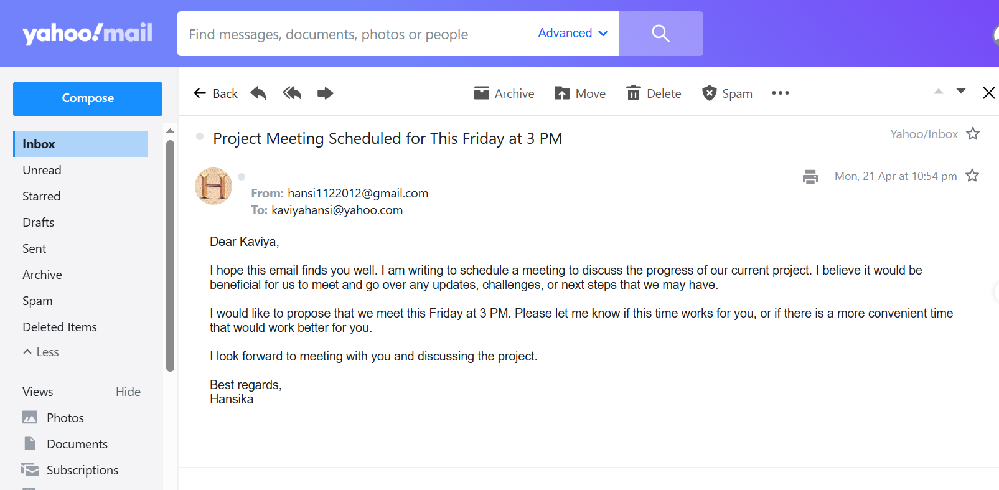 yahoo!mail
Find messages, documents, photos or people
Advanced
Compose
Back
Archive
Move
Delete
Spam
Inbox
Unread
Starred
Drafts
Sent
Archive
Spam
Deleted Items
Less
Views
Hide
Photos
Documents
Subscriptions
Project Meeting Scheduled for This Friday at 3 PM
Yahoo/Inbox
H
Mon, 21 Apr at 10:54 pm
From: hansi1122012@gmail.com
To: kaviyahansi@yahoo.com
Dear Kaviya,
I hope this email finds you well. I am writing to schedule a meeting to discuss the progress of our current project. I believe it would be
beneficial for us to meet and go over any updates, challenges, or next steps that we may have.
I would like to propose that we meet this Friday at 3 PM. Please let me know if this time works for you, or if there is a more convenient time
that would work better for you.
I look forward to meeting with you and discussing the project.
Best regards,
Hansika